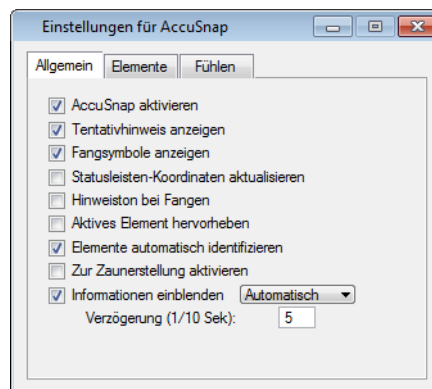 Einstellungen für AccuSnap
Allgemein Elemente Fühlen
AccuSnap aktivieren
Tentativhinweis anzeigen
Fangsymbole anzeigen
Statusleisten-Koordinaten aktualisieren
Hinweiston bei Fangen
Aktives Element hervorheben
Elemente automatisch identifizieren
Zur Zaunerstellung aktivieren
Informationen einblenden Automatisch
Verzögerung (1/10 Sek): 5